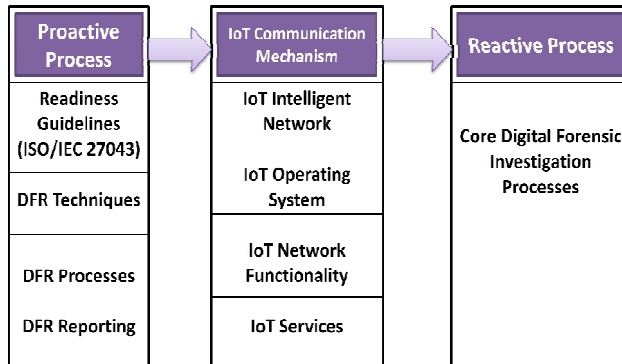 Proactive
Process
Readiness
Guidelines
(ISO/IEC 27043)
DFR Techniques
DFR Processes
DFR Reporting
IoT Communication
Mechanism
IoT Intelligent
Network
IoT Operating
System
IoT Network
Functionality
IoT Services
Reactive Process
Core Digital Forensic
Investigation
Processes